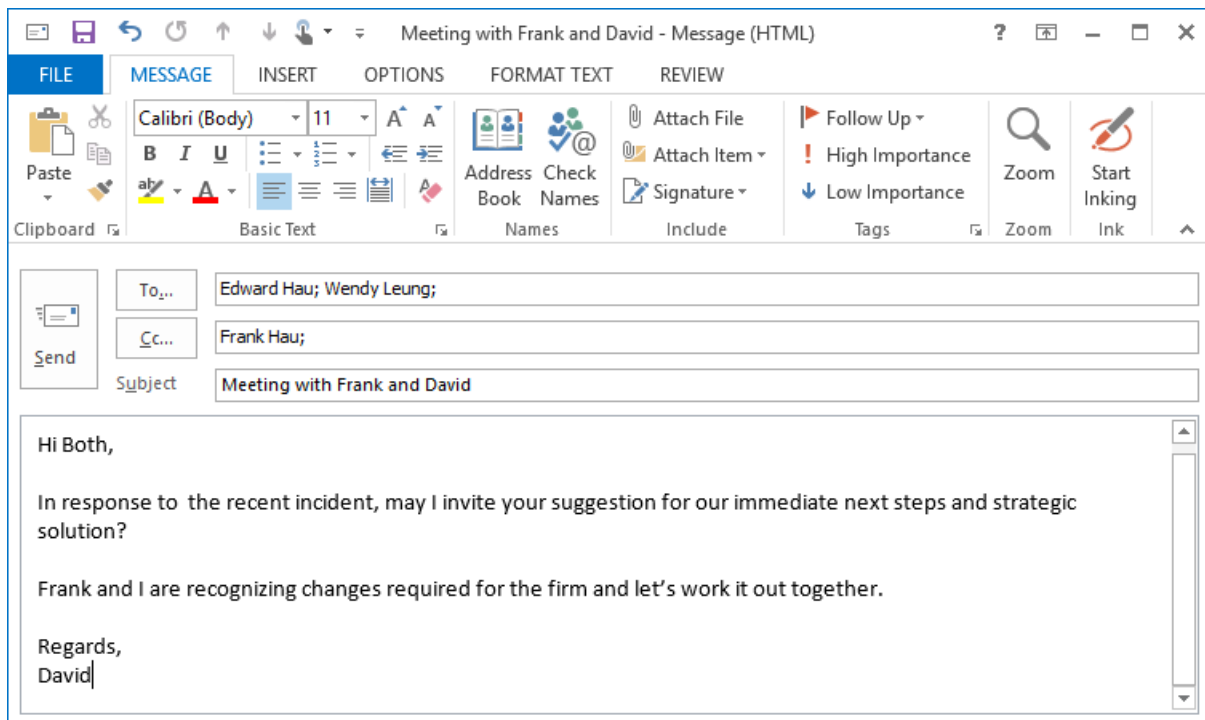 Meeting with Frank and David - Message (HTML)
?
FILE MESSAGE INSERT OPTIONS FORMAT TEXT REVIEW
Calibri (Body) 11 A A
Attach File
Follow Up
B I U
Attach Item
! High Importance
Paste
Address Check
Zoom
Start
aby A
Book Names
Signature
Low Importance
Inking
Clipboard Basic Text Names Include Tags Zoom Ink
To... Edward Hau; Wendy Leung;
Cc... Frank Hau;
Send
Subject Meeting with Frank and David
Hi Both,
In response to  the recent incident, may I invite your suggestion for our immediate next steps and strategic
solution?
Frank and I are recognizing changes required for the firm and let's work it out together.
Regards,
David